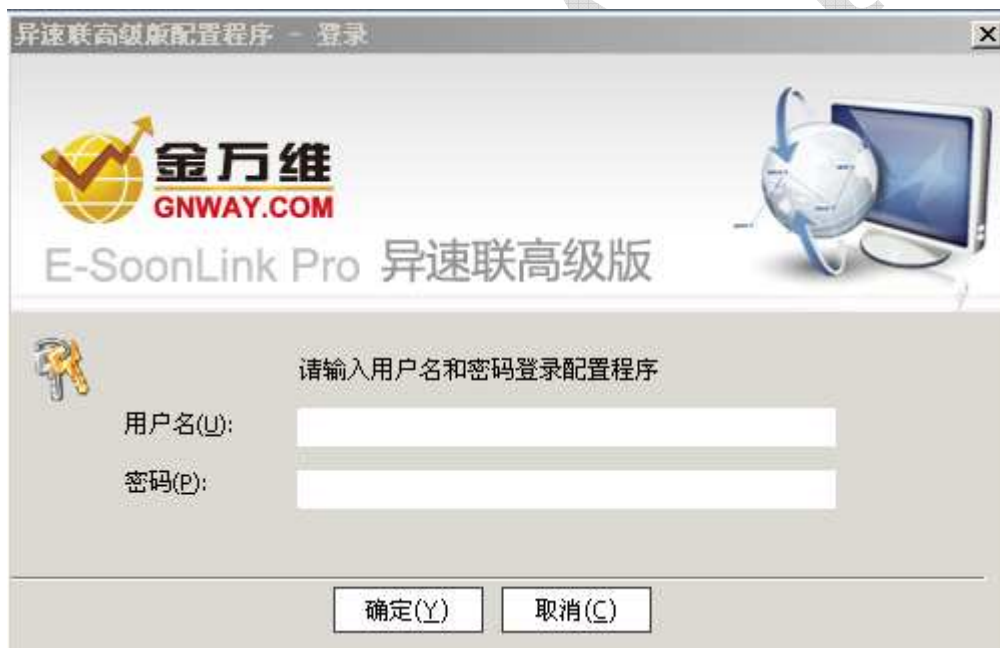 异速联高级版配置程序 - 登录
金万维
GNWAY.COM
E-SoonLink Pro 异速联高级版
请输入用户名和密码登录配置程序
用户名(U):
密码(P):
确定(Y) 取消(C)